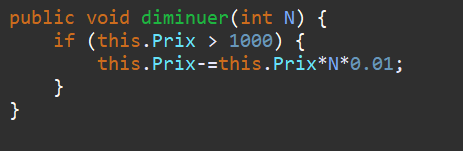 public void diminuer(int N) {
    if (this.Prix > 1000) {
        this.Prix-=this.Prix*N*0.01;
    }
}